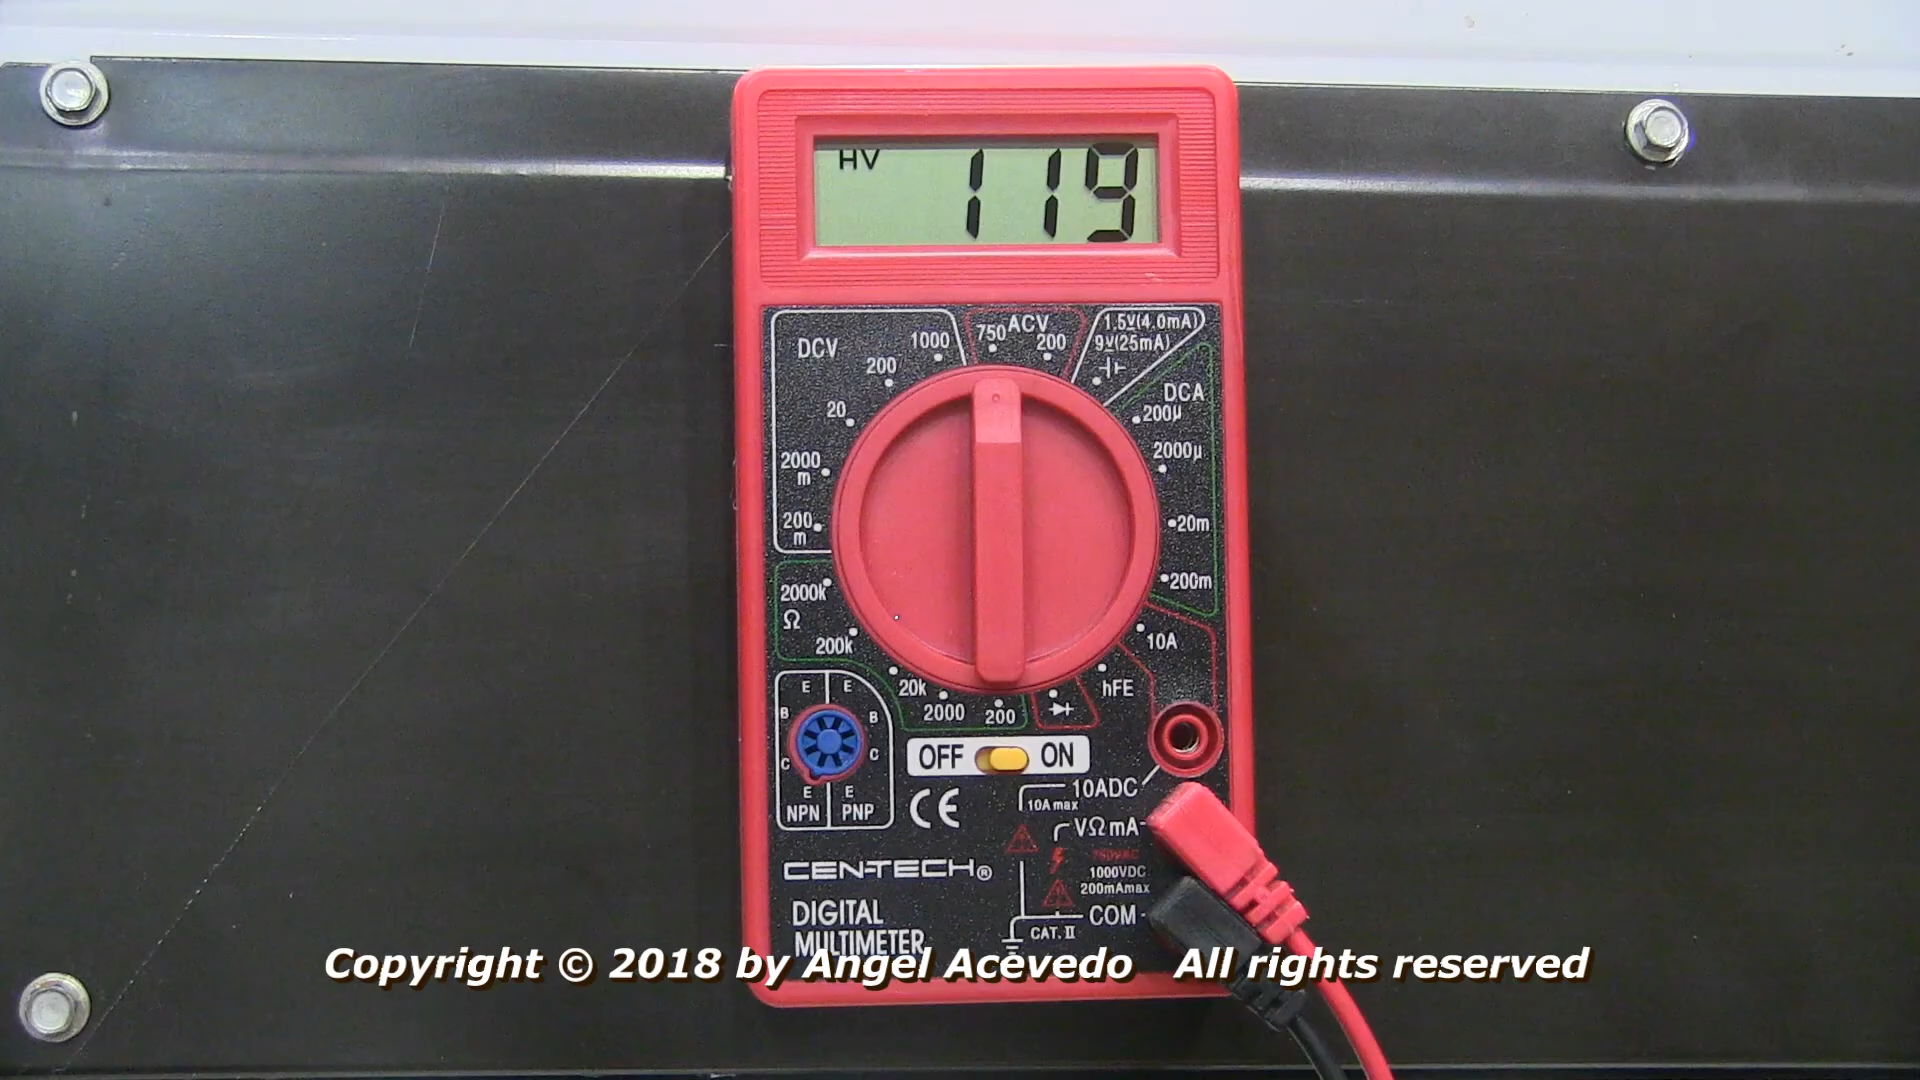 HV 119
DCV
1000
750
ACV
200
1.5V(4.0mA)
9V(25mA)
200
20
2000
m
200
m
DCA
200µ
2000µ
20m
200m
2000k
Ω
200k
20k
2000
200
10A
hFE
E E
B B
C C
E E
NPN PNP
OFF ON
CE
10ADC
10A max
VΩmA
750VAC
1000VDC
200mAmax
COM
CAT. II
CEN-TECH®
DIGITAL
MULTIMETER
Copyright © 2018 by Angel Acevedo All rights reserved